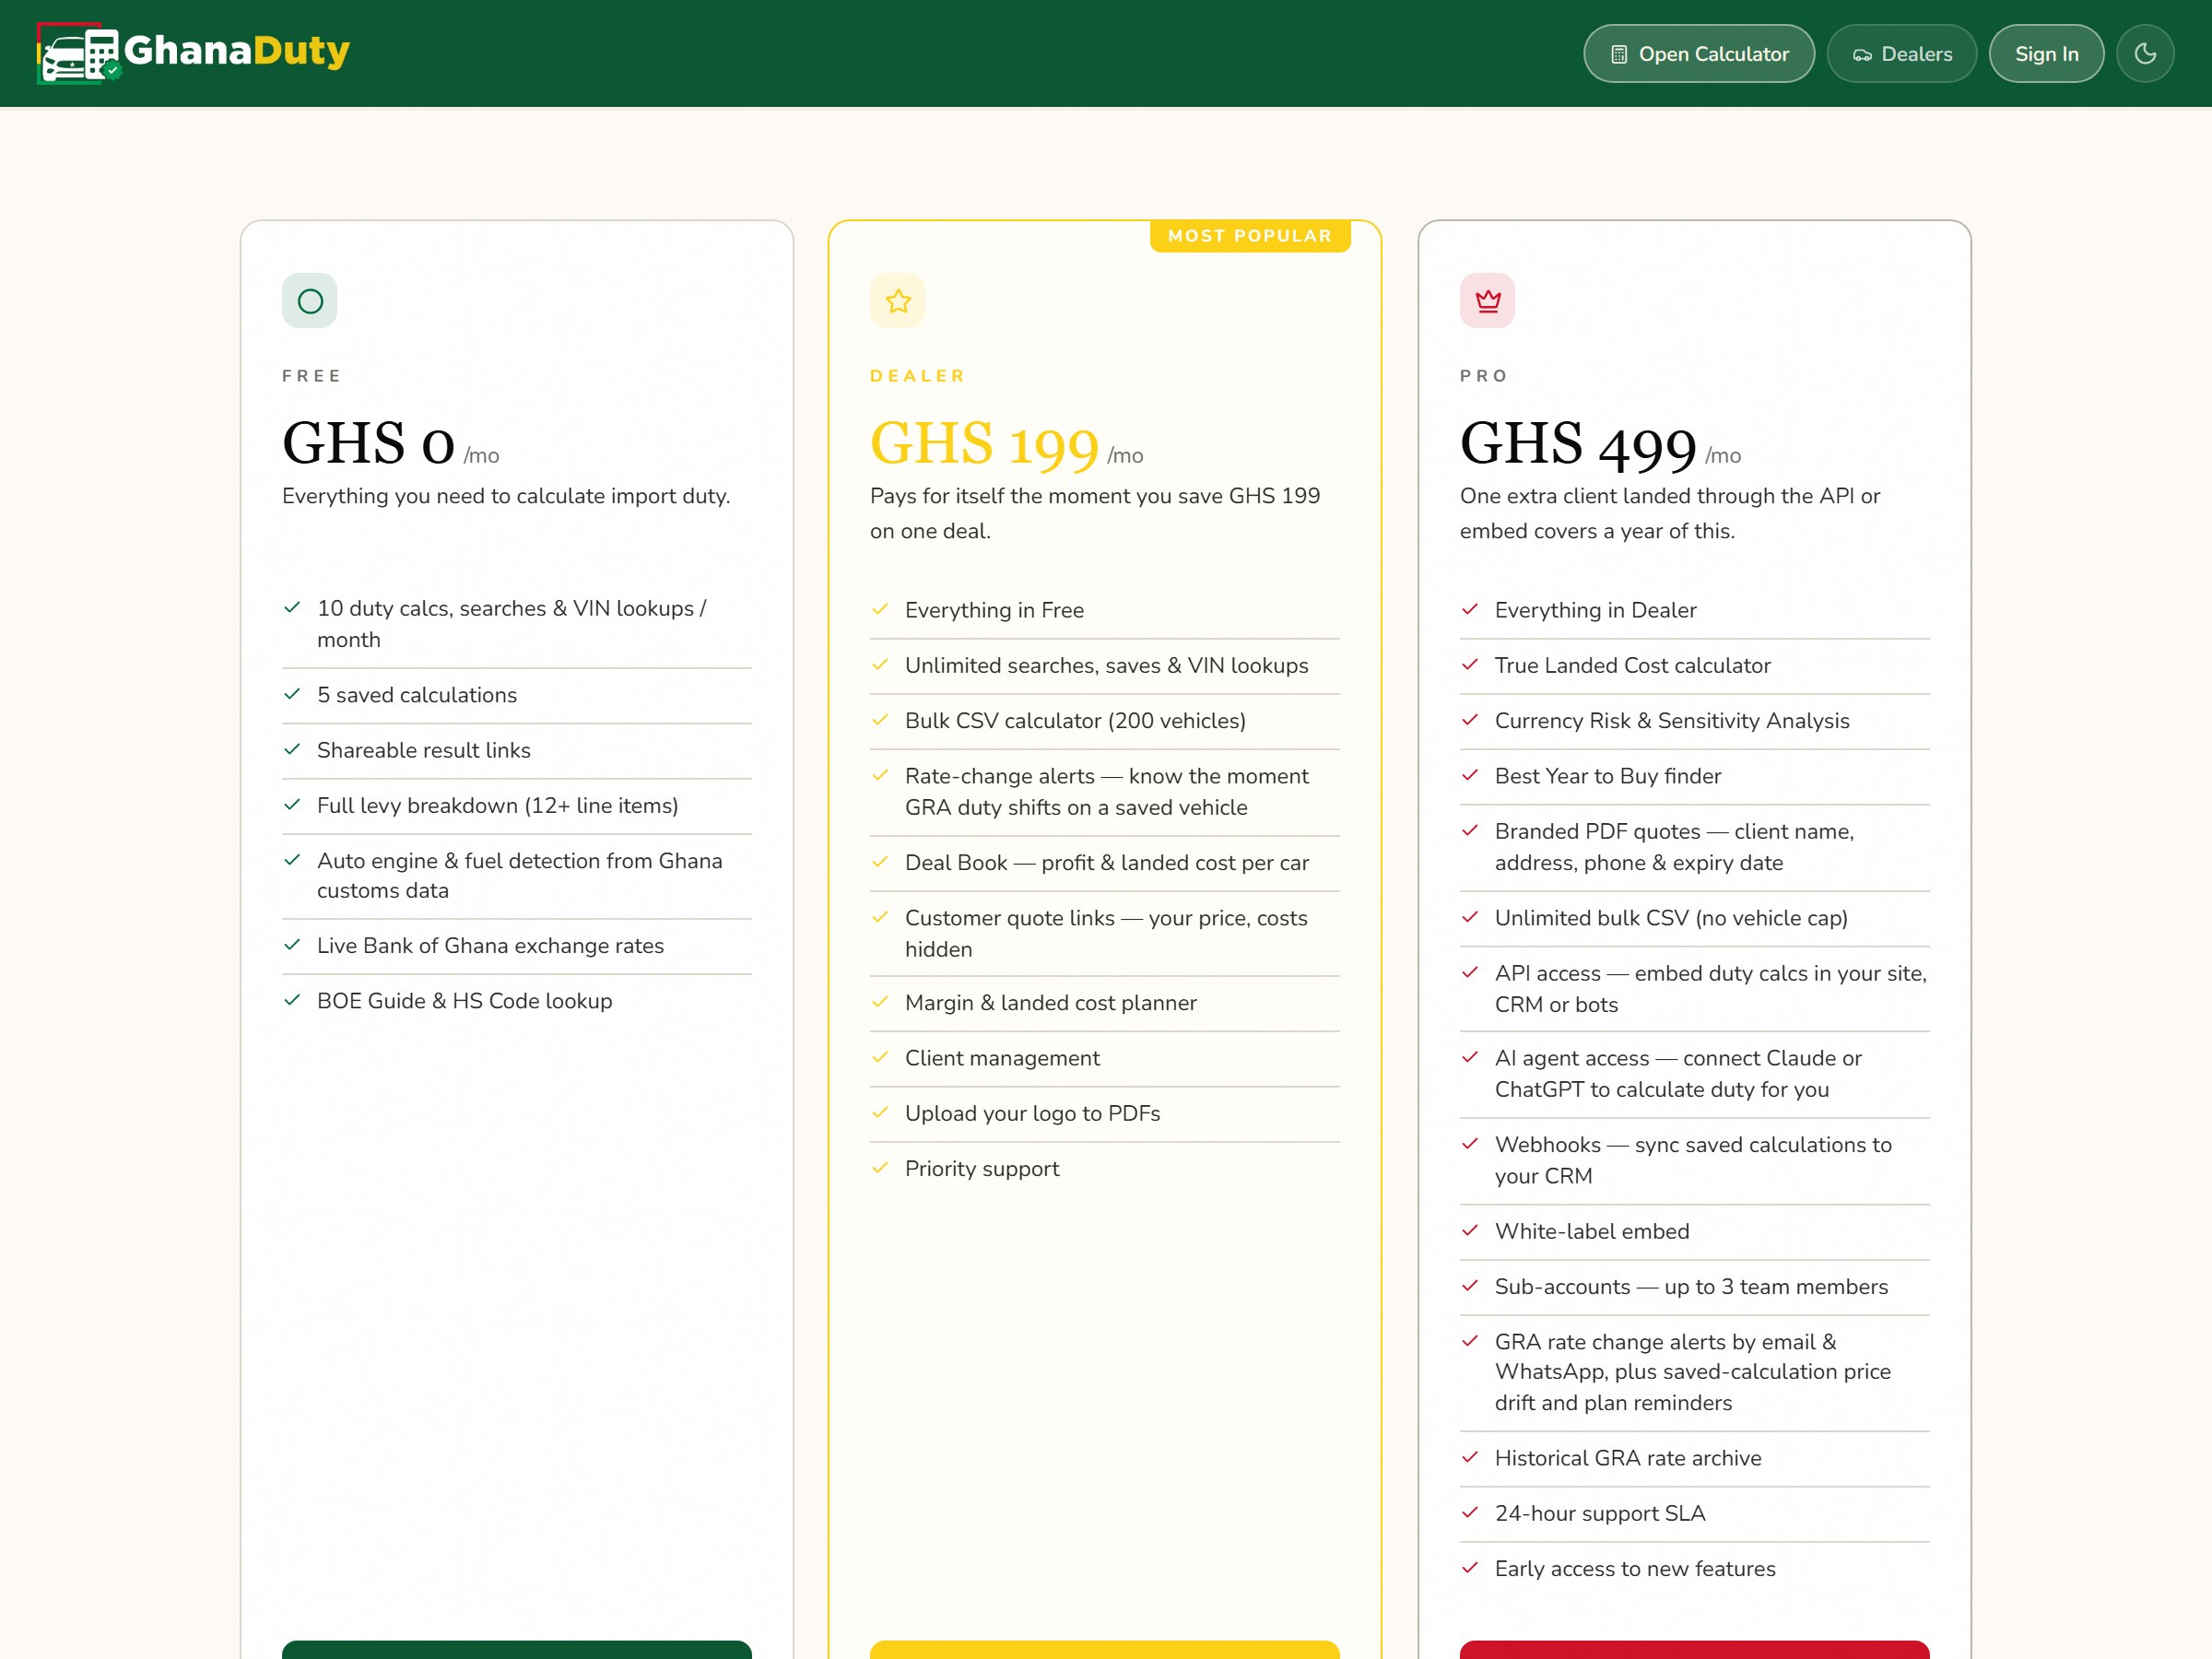 GhanaDuty
Open Calculator
Dealers
Sign In
FREE
GHS 0 /mo
Everything you need to calculate import duty.
10 duty calcs, searches & VIN lookups /
month
5 saved calculations
Shareable result links
Full levy breakdown (12+ line items)
Auto engine & fuel detection from Ghana
customs data
Live Bank of Ghana exchange rates
BOE Guide & HS Code lookup
MOST POPULAR
DEALER
GHS 199 /mo
Pays for itself the moment you save GHS 199
on one deal.
Everything in Free
Unlimited searches, saves & VIN lookups
Bulk CSV calculator (200 vehicles)
Rate-change alerts — know the moment
GRA duty shifts on a saved vehicle
Deal Book — profit & landed cost per car
Customer quote links — your price, costs
hidden
Margin & landed cost planner
Client management
Upload your logo to PDFs
Priority support
PRO
GHS 499 /mo
One extra client landed through the API or
embed covers a year of this.
Everything in Dealer
True Landed Cost calculator
Currency Risk & Sensitivity Analysis
Best Year to Buy finder
Branded PDF quotes — client name,
address, phone & expiry date
Unlimited bulk CSV (no vehicle cap)
API access — embed duty calcs in your site,
CRM or bots
AI agent access — connect Claude or
ChatGPT to calculate duty for you
Webhooks — sync saved calculations to
your CRM
White-label embed
Sub-accounts — up to 3 team members
GRA rate change alerts by email &
WhatsApp, plus saved-calculation price
drift and plan reminders
Historical GRA rate archive
24-hour support SLA
Early access to new features